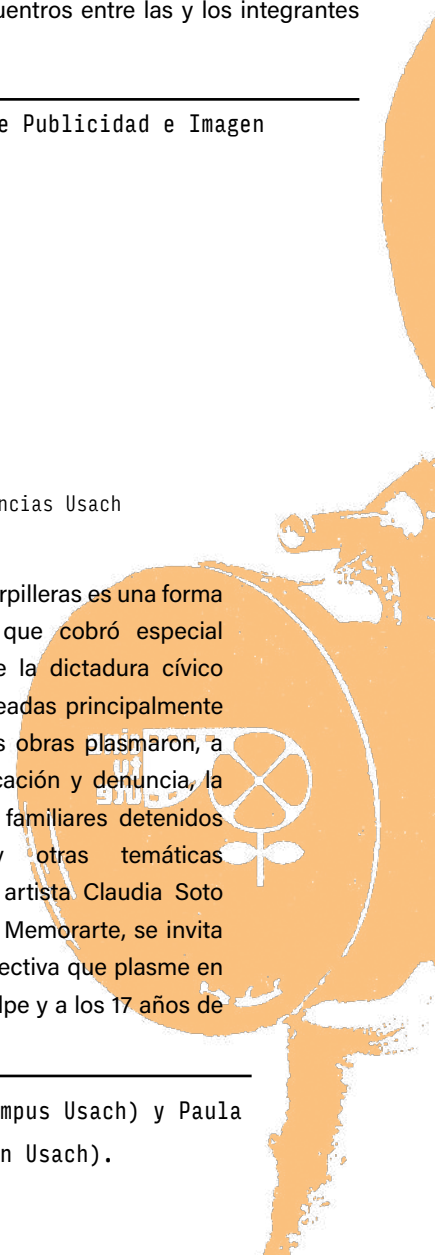 uentros entre las y los integrantes
e Publicidad e Imagen
ncias Usach
rpilleras es una forma
que cobró especial
e la dictadura cívico
eadas principalmente
s obras plasmaron, a
cación y denuncia, la
familiares detenidos
y otras temáticas
artista Claudia Soto
Memorarte, se invita
ectiva que plasme en
lpe y a los 17 años de
mpus Usach) y Paula
n Usach).